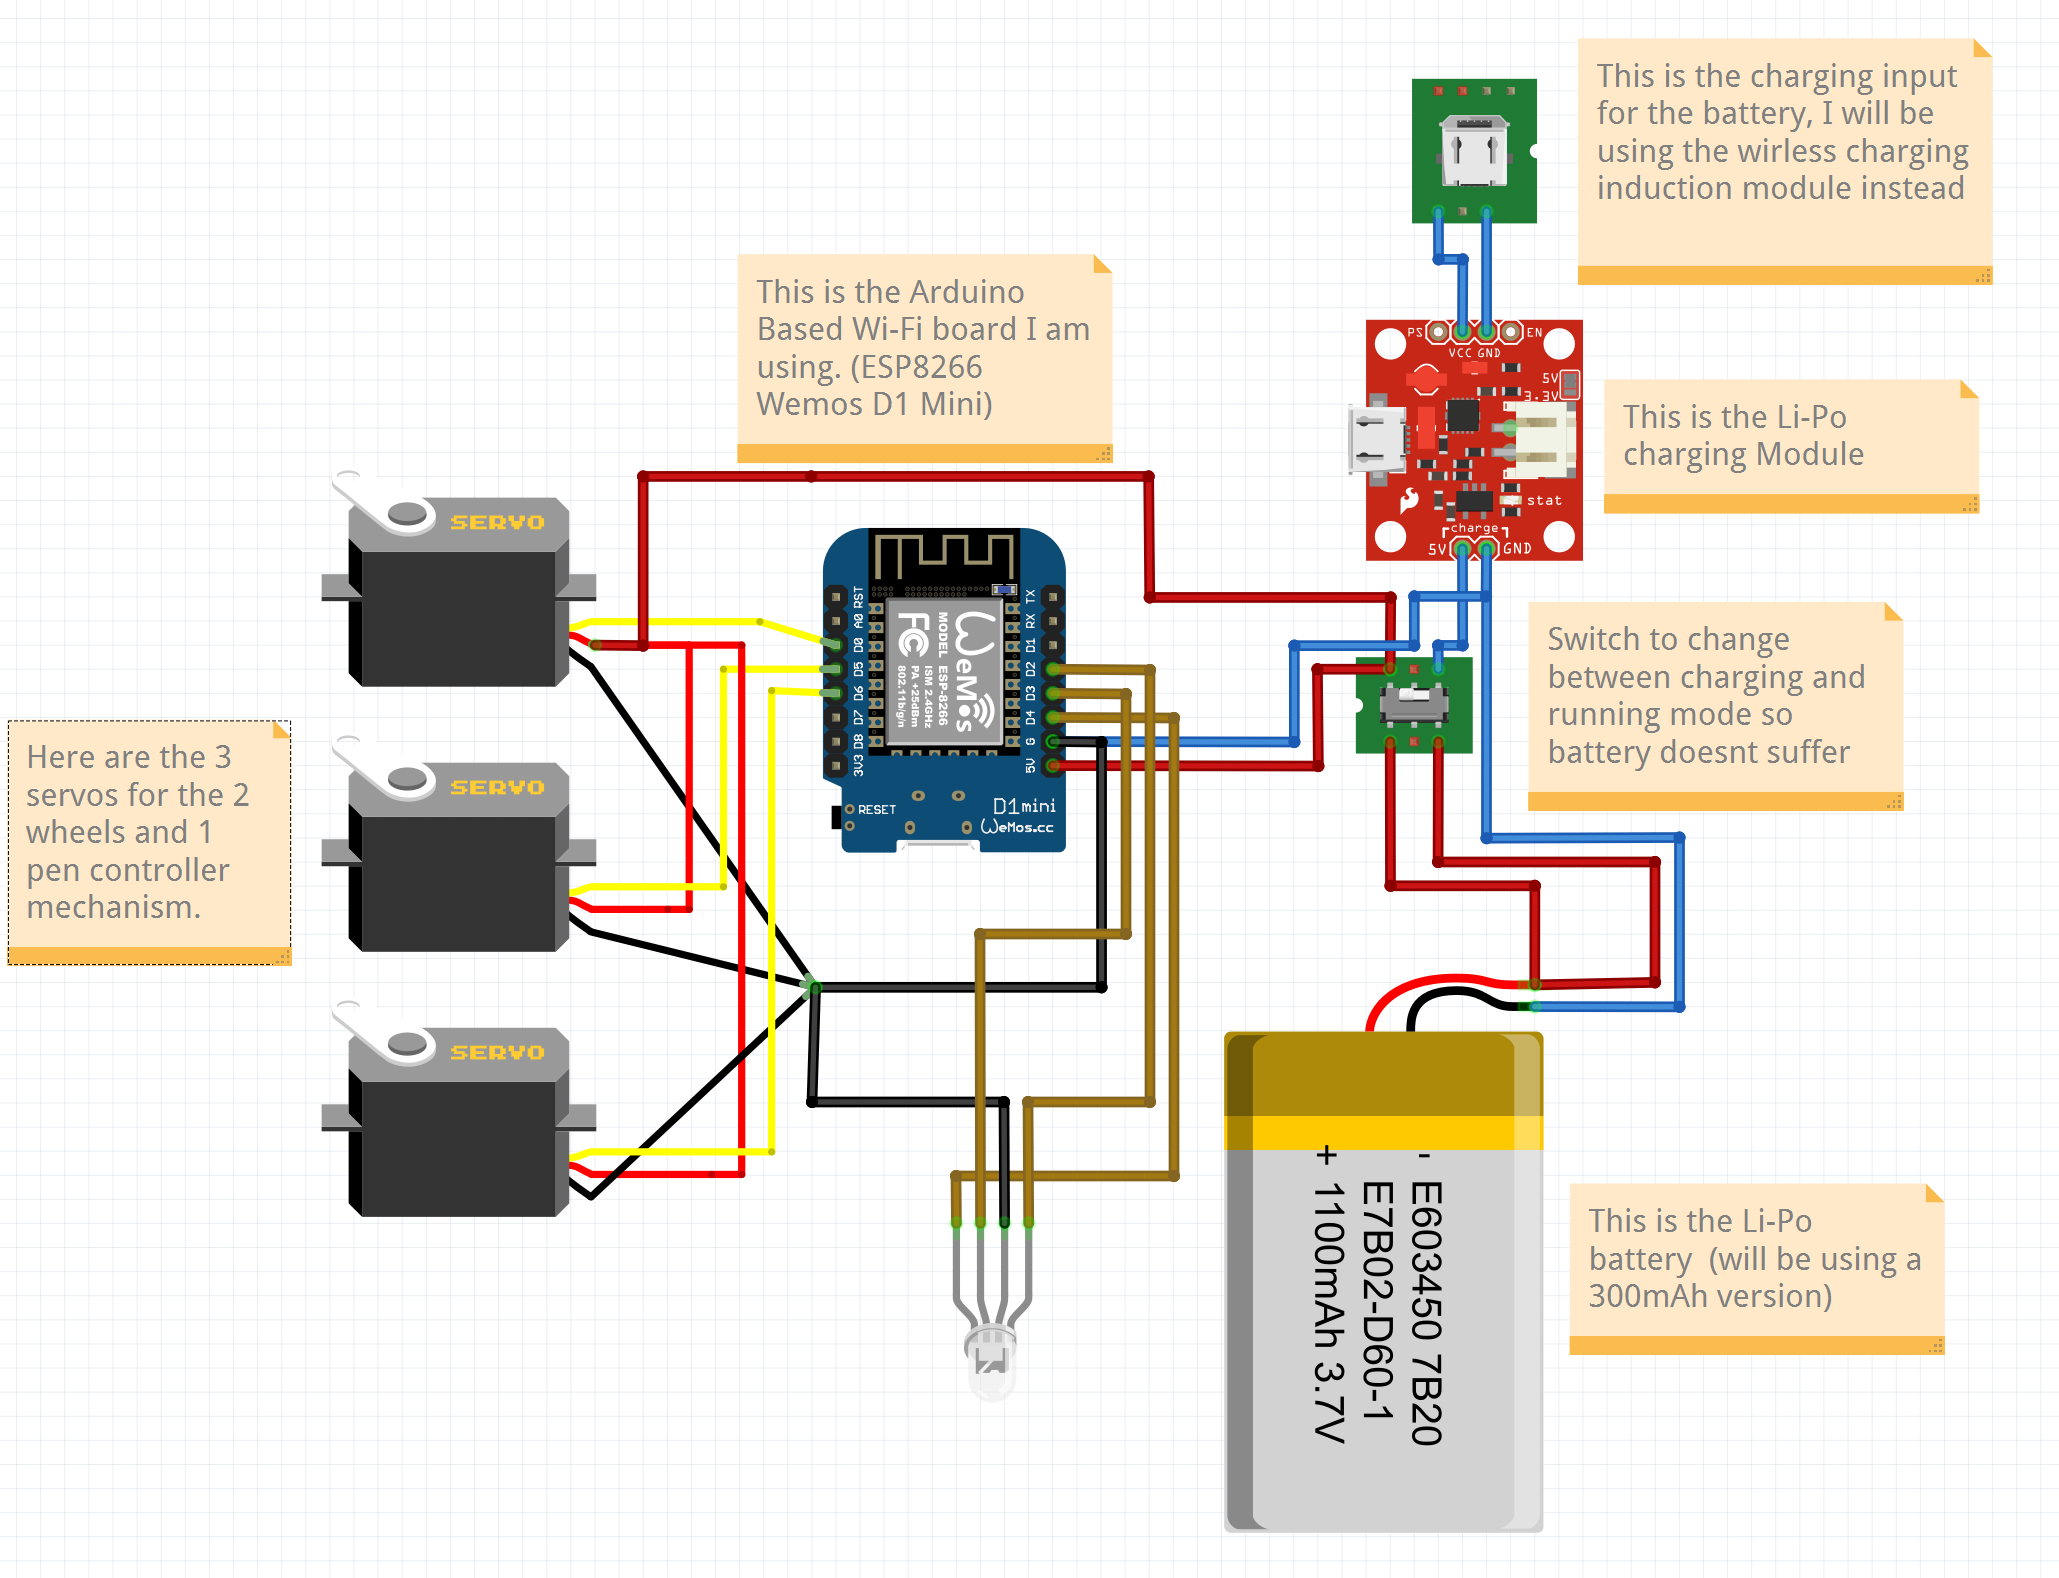 This is the charging input
for the battery, I will be
using the wirless charging
induction module instead
This is the Arduino
Based Wi-Fi board I am
using. (ESP8266
Wemos D1 Mini)
PS
EN
VCC GND
5V
3.3V
stat
charge
5V
GND
This is the Li-Po
charging Module
SERVO
SERVO
SERVO
Here are the 3
servos for the 2
wheels and 1
pen controller
mechanism.
RST
A0
D0
D5
D6
D7
D8
3V3
TX
RX
D1
D2
D3
D4
G
5V
WeMos
MODEL ESP-8266
ISM 2.4GHz
PA +25dBm
802.11b/g/n
FC
RESET
D1mini
WeMos.cc
Switch to change
between charging and
running mode so
battery doesnt suffer
-
E603450 7B20
E7B02-D60-1
+ 1100mAh 3.7V
This is the Li-Po
battery  (will be using a
300mAh version)